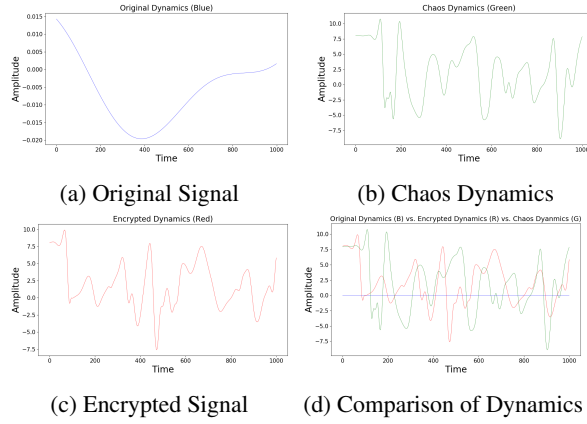 Original Dynamics (Blue)
Amplitude
0.015
0.010
0.005
0.000
−0.005
−0.010
−0.015
−0.020
0 200 400 600 800 1000
Time
(a) Original Signal
Chaos Dynamics (Green)
Amplitude
10.0
7.5
5.0
2.5
0.0
−2.5
−5.0
−7.5
0 200 400 600 800 1000
Time
(b) Chaos Dynamics
Encrypted Dynamics (Red)
Amplitude
10.0
7.5
5.0
2.5
0.0
−2.5
−5.0
−7.5
0 200 400 600 800 1000
Time
(c) Encrypted Signal
Original Dynamics (B) vs. Encrypted Dynamics (R) vs. Chaos Dyanmics (G)
Amplitude
10.0
7.5
5.0
2.5
0.0
−2.5
−5.0
−7.5
0 200 400 600 800 1000
Time
(d) Comparison of Dynamics